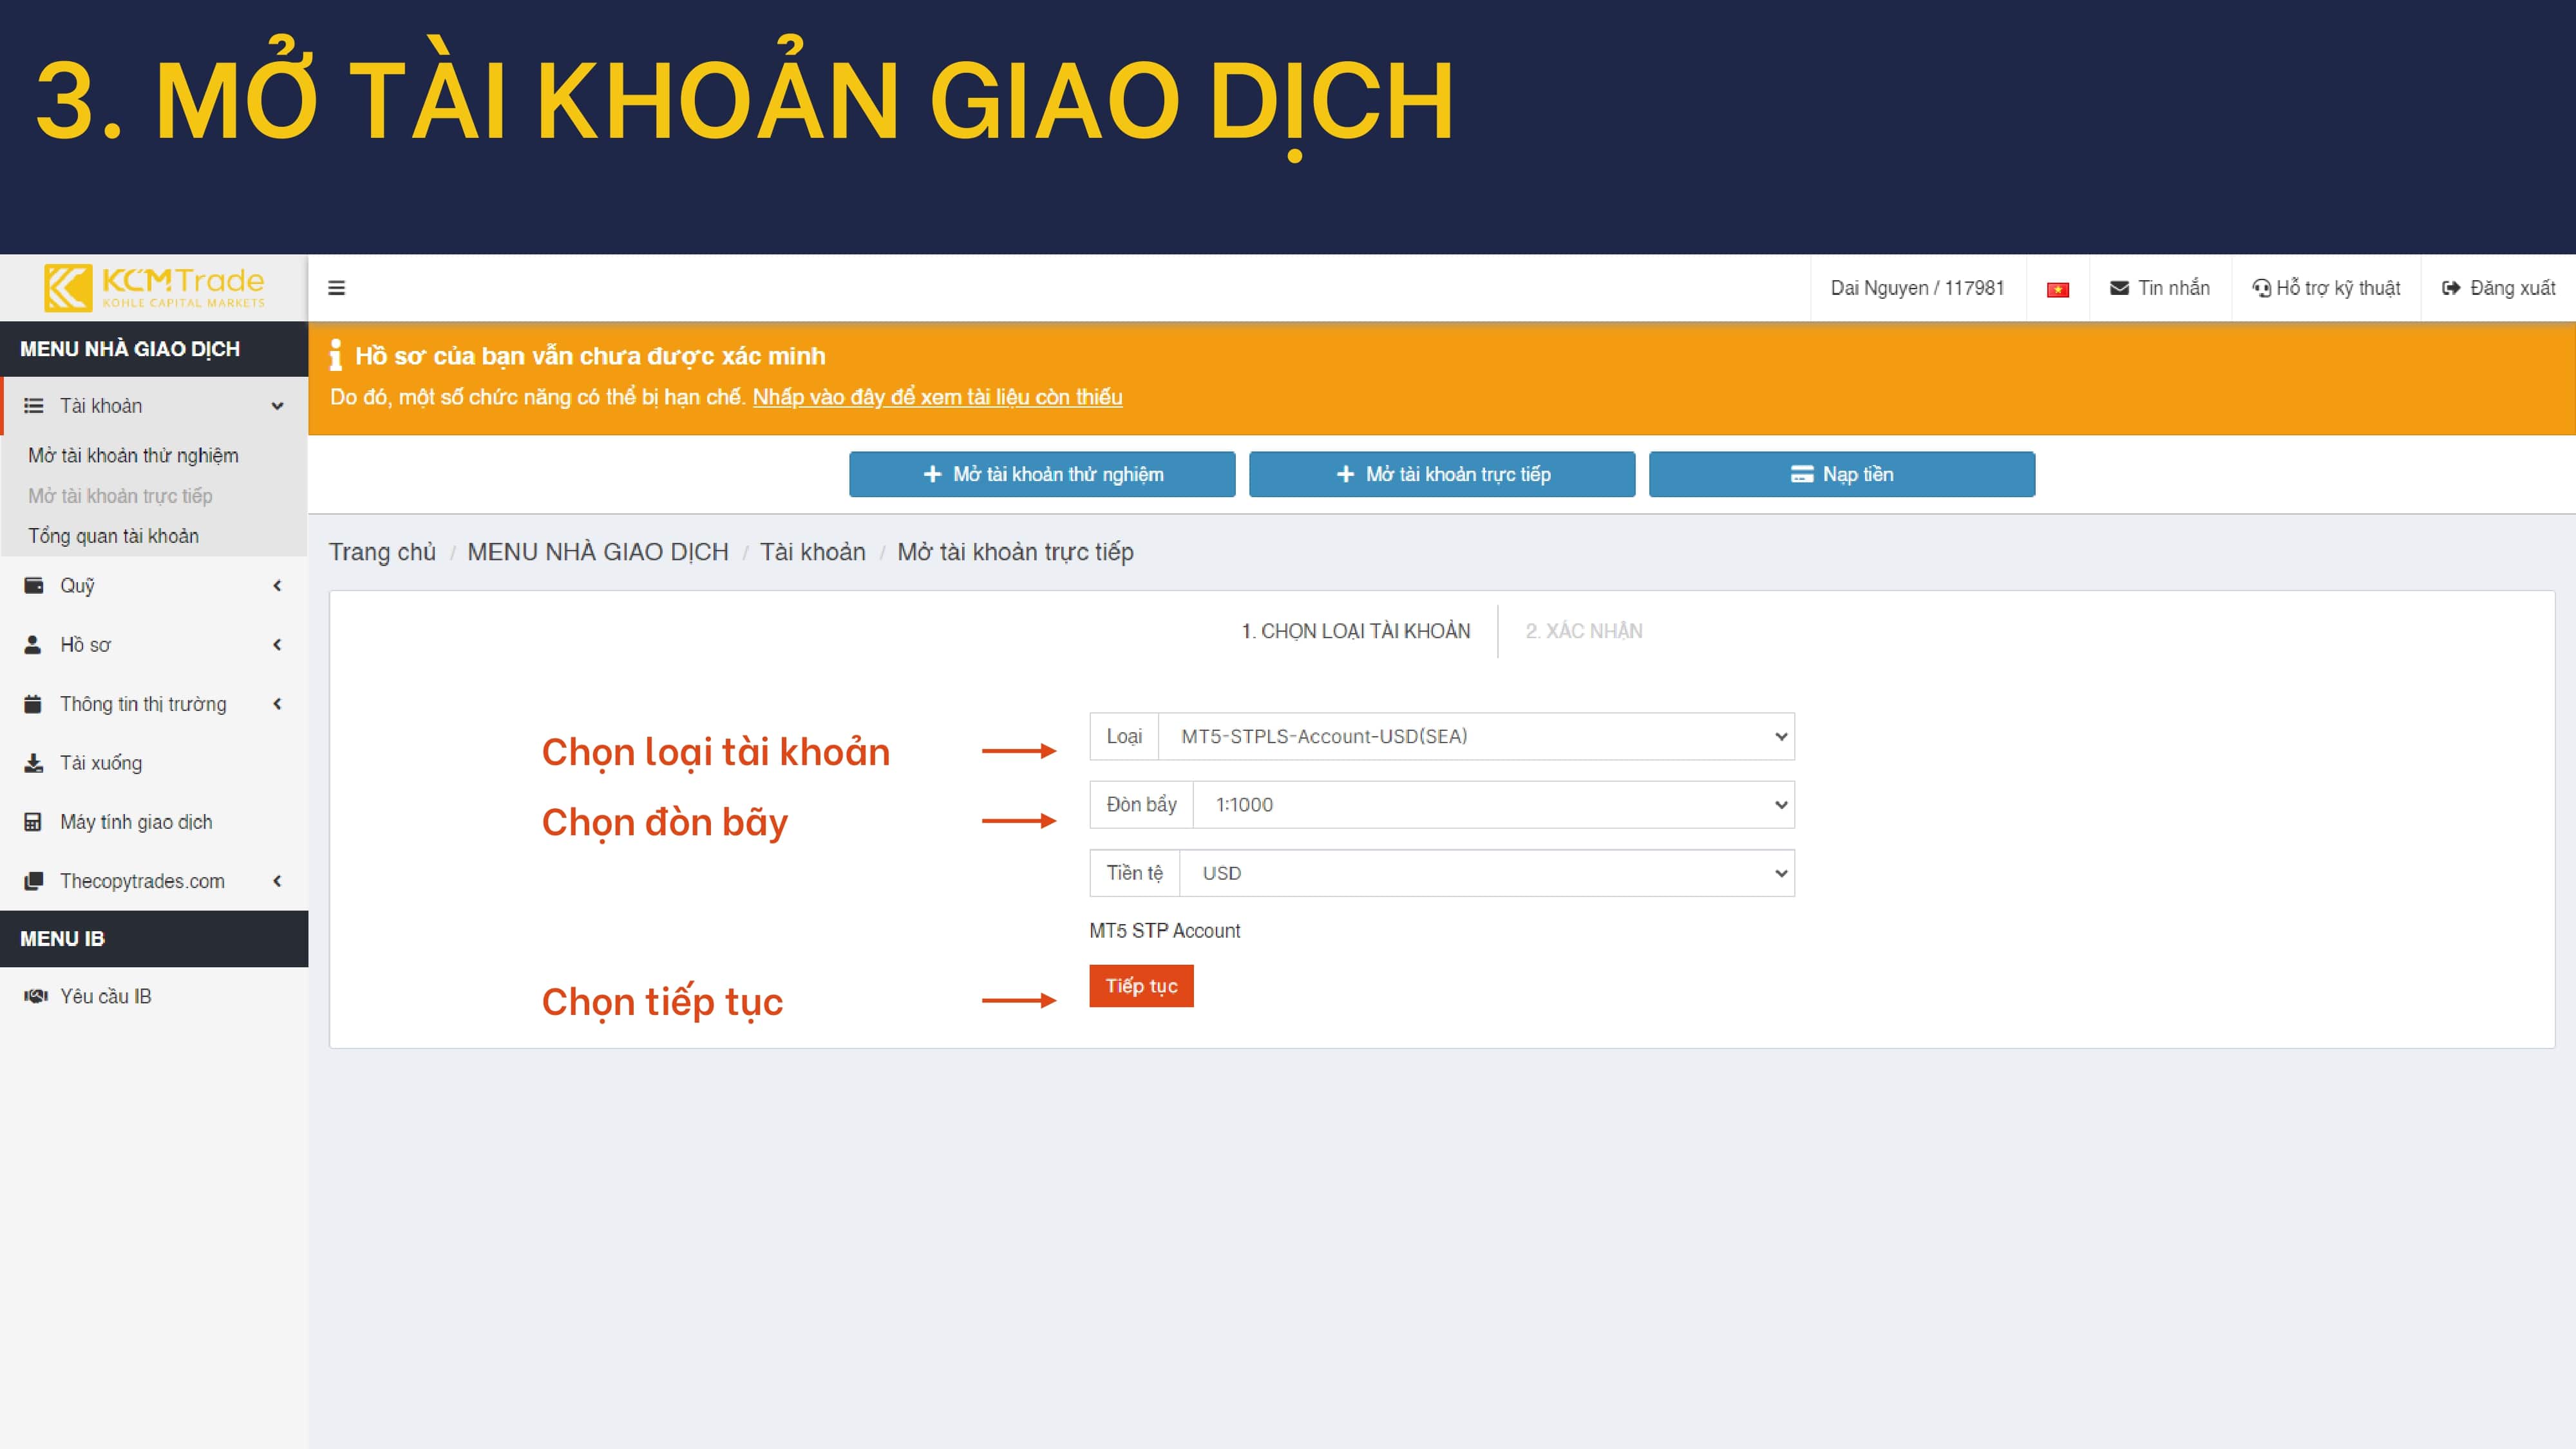 3. MỞ TÀI KHOẢN GIAO DỊCH
KCMTrade
KOHLE CAPITAL MARKETS
Dai Nguyen / 117981
Tin nhắn
Hỗ trợ kỹ thuật
Đăng xuất
MENU NHÀ GIAO DỊCH
Tài khoản
Mở tài khoản thử nghiệm
Mở tài khoản trực tiếp
Tổng quan tài khoản
Quỹ
Hồ sơ
Thông tin thị trường
Tải xuống
Máy tính giao dịch
Thecopytrades.com
MENU IB
Yêu cầu IB
Hồ sơ của bạn vẫn chưa được xác minh
Do đó, một số chức năng có thể bị hạn chế. Nhấp vào đây để xem tài liệu còn thiếu
Mở tài khoản thử nghiệm
Mở tài khoản trực tiếp
Nạp tiền
Trang chủ / MENU NHÀ GIAO DỊCH / Tài khoản / Mở tài khoản trực tiếp
1. CHỌN LOẠI TÀI KHOẢN
2. XÁC NHẬN
Chọn loại tài khoản
Loại MT5-STPLS-Account-USD(SEA)
Chọn đòn bãy
Đòn bẩy 1:1000
Tiền tệ USD
MT5 STP Account
Chọn tiếp tục
Tiếp tục